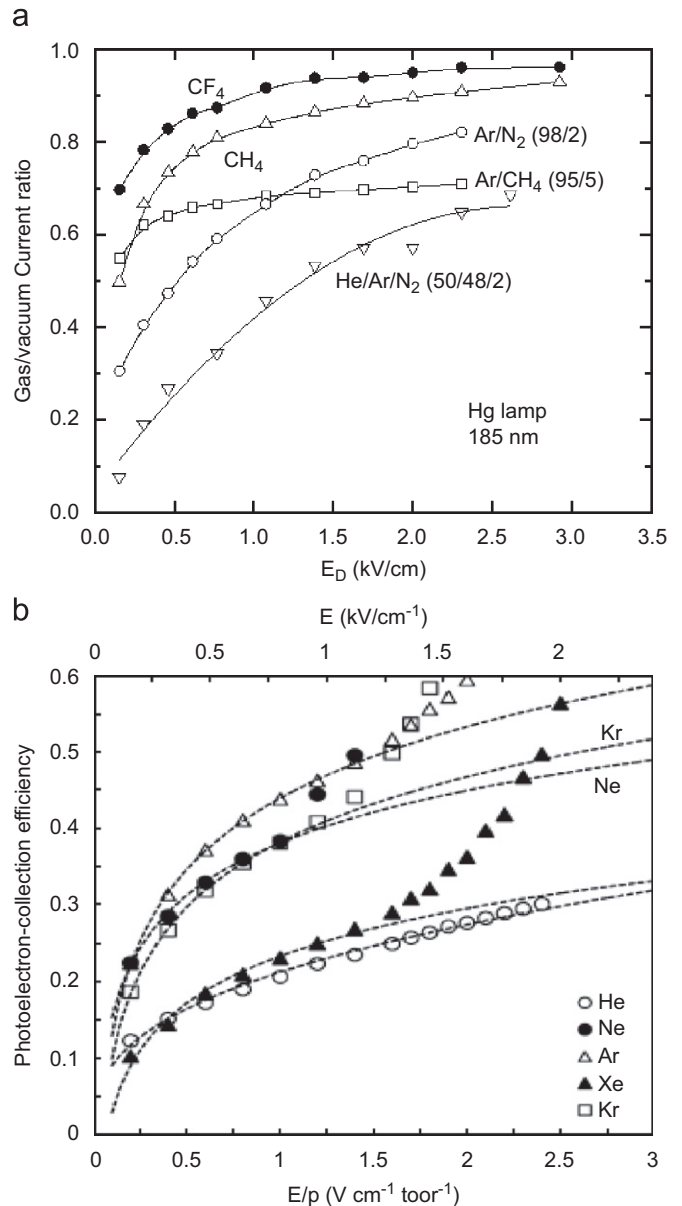 a
1.0
0.8
0.6
0.4
0.2
0.0
Gas/vacuum Current ratio
CF4
CH4
Ar/N2 (98/2)
Ar/CH4 (95/5)
He/Ar/N2 (50/48/2)
Hg lamp
185 nm
0.0 0.5 1.0 1.5 2.0 2.5 3.0 3.5
ED (kV/cm)
b
E (kV/cm-1)
0 0.5 1 1.5 2
0.6
0.5
0.4
0.3
0.2
0.1
0
Photoelectron-collection efficiency
Kr
Ne
He
Ne
Ar
Xe
Kr
0 0.5 1 1.5 2 2.5 3
E/p (V cm-1 toor-1)